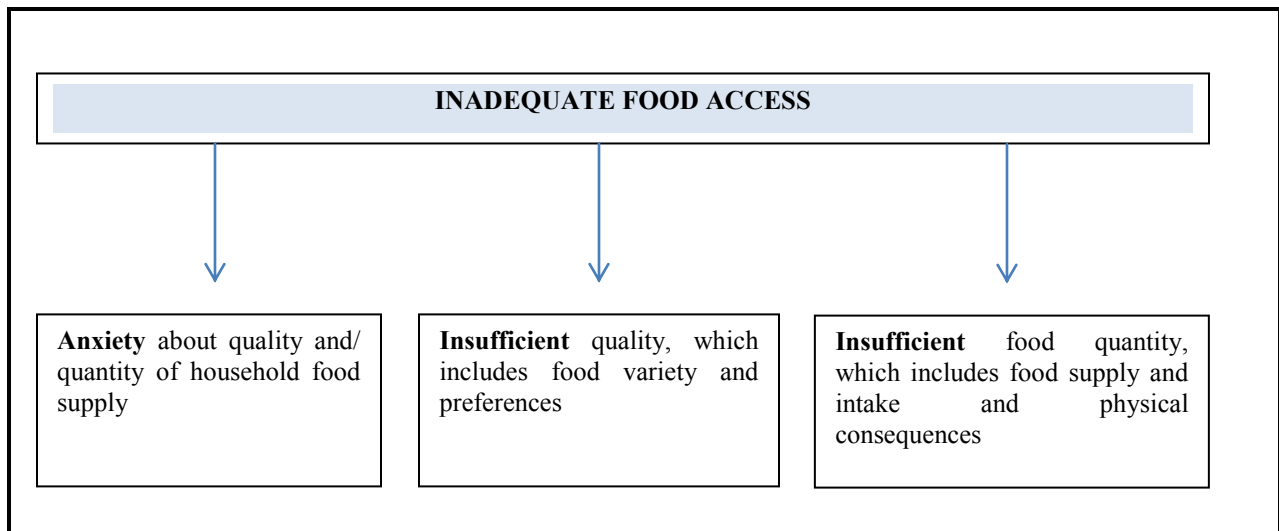 INADEQUATE FOOD ACCESS
Anxiety about quality and/
quantity of household food
supply
Insufficient quality, which
includes food variety and
preferences
Insufficient food quantity,
which includes food supply and
intake and physical
consequences